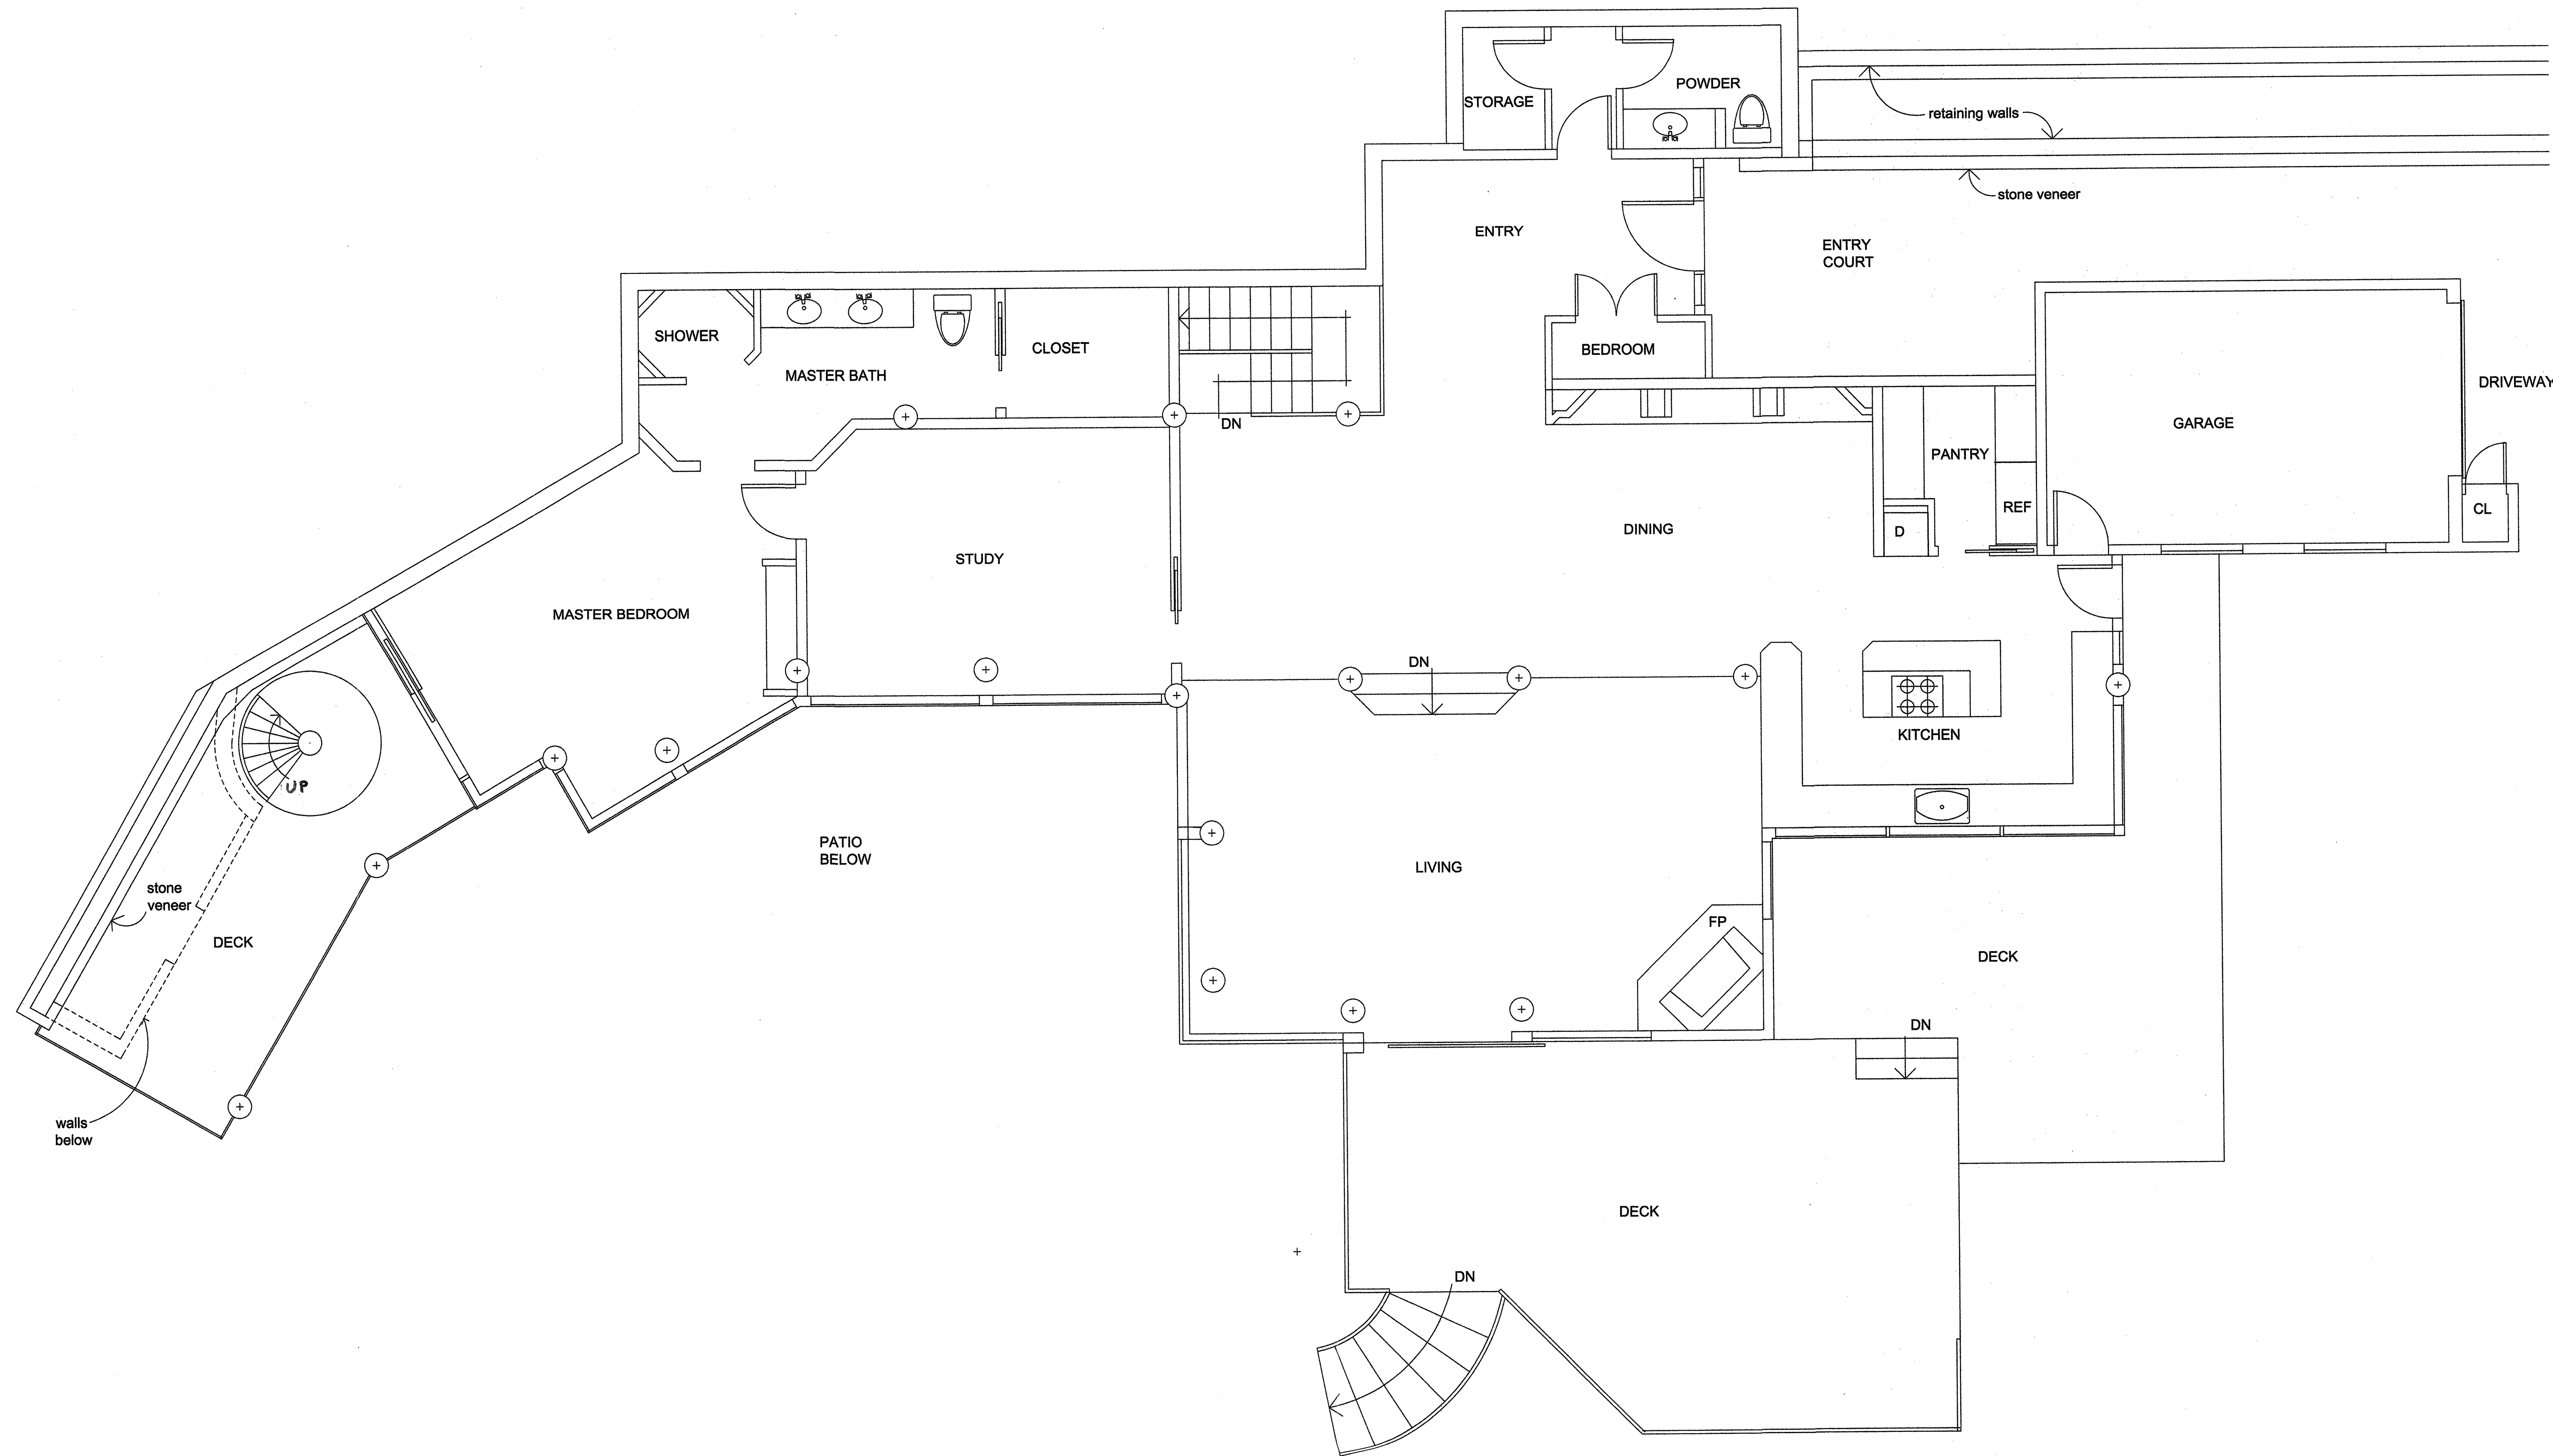 POWDER
STORAGE
retaining walls
stone veneer
ENTRY
ENTRY
COURT
SHOWER
CLOSET
BEDROOM
MASTER BATH
DRIVEWAY
DN
GARAGE
PANTRY
REF
CL
D
DINING
STUDY
MASTER BEDROOM
DN
KITCHEN
UP
PATIO
BELOW
LIVING
stone
veneer
FP
DECK
DECK
DN
walls
below
DECK
DN